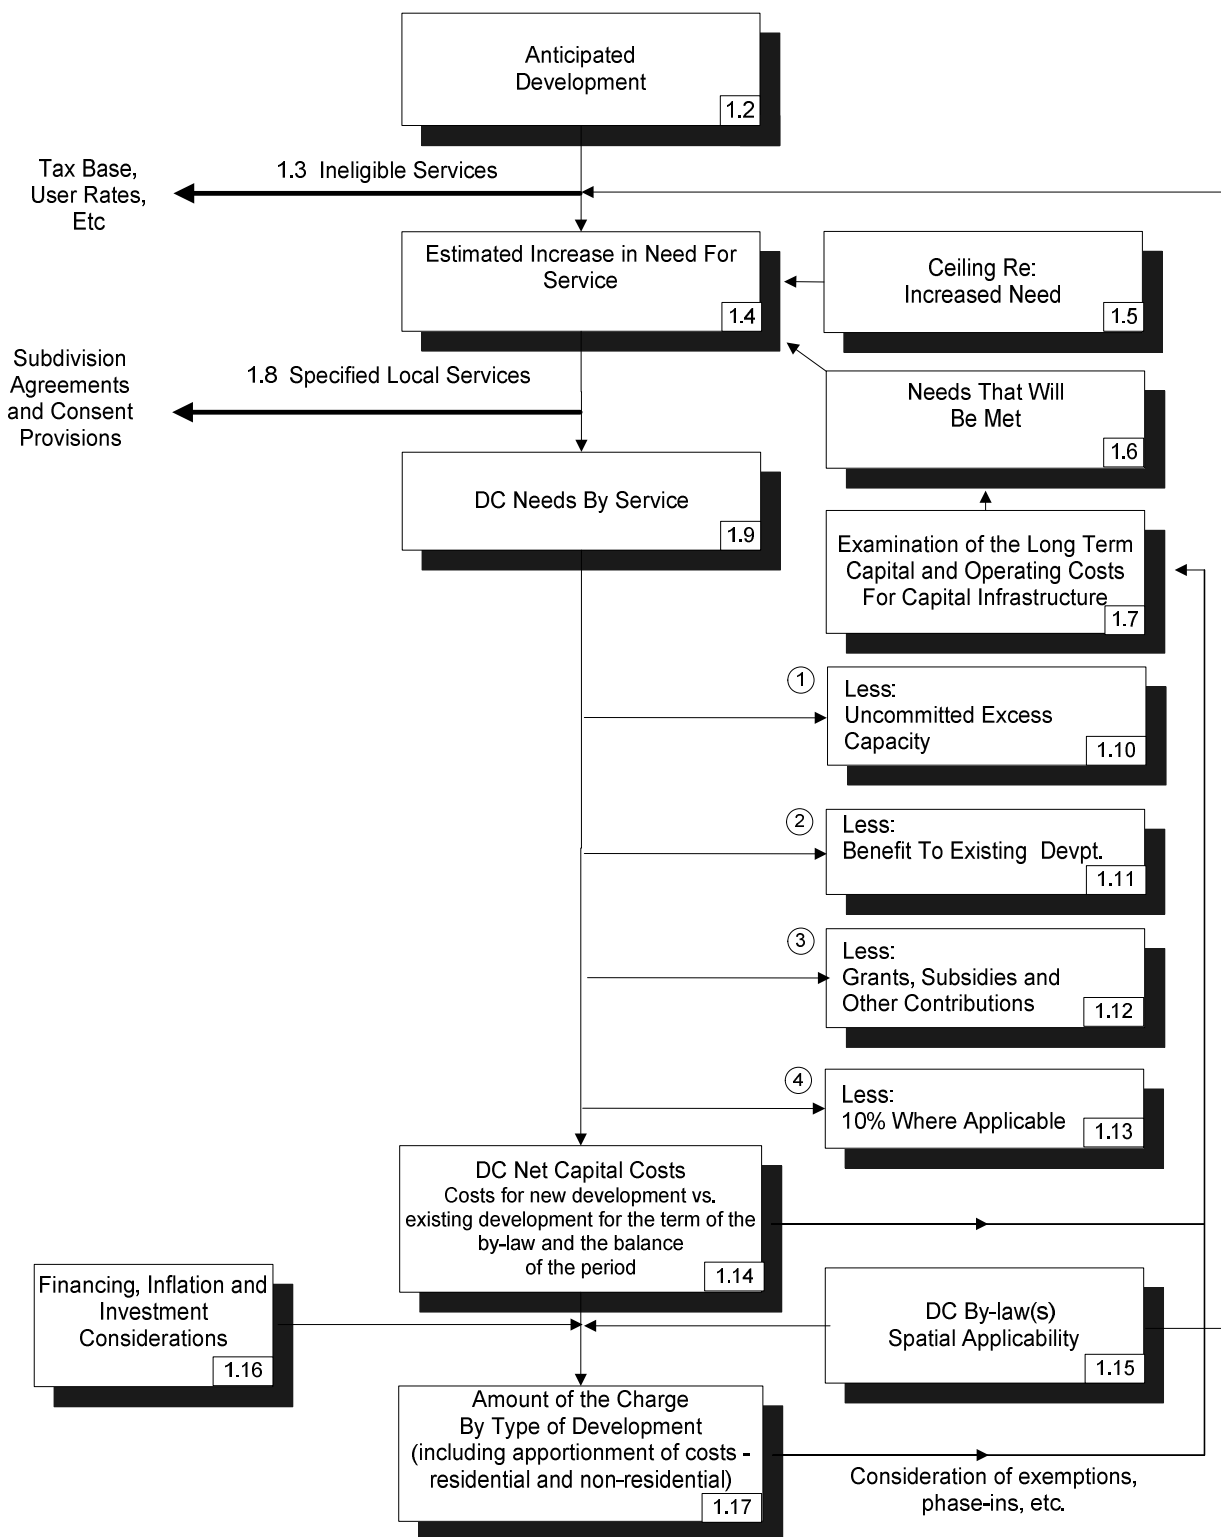 Anticipated
Development
1.2
Tax Base,
User Rates,
Etc
1.3 Ineligible Services
Estimated Increase in Need For
Service
1.4
Ceiling Re:
Increased Need
1.5
Subdivision
Agreements
and Consent
Provisions
1.8 Specified Local Services
Needs That Will
Be Met
1.6
DC Needs By Service
1.9
Examination of the Long Term
Capital and Operating Costs
For Capital Infrastructure
1.7
1
Less:
Uncommitted Excess
Capacity
1.10
2
Less:
Benefit To Existing Devpt.
1.11
3
Less:
Grants, Subsidies and
Other Contributions
1.12
4
Less:
10% Where Applicable
1.13
DC Net Capital Costs
Costs for new development vs.
existing development for the term of the
by-law and the balance
of the period
1.14
Financing, Inflation and
Investment
Considerations
1.16
DC By-law(s)
Spatial Applicability
1.15
Amount of the Charge
By Type of Development
(including apportionment of costs -
residential and non-residential)
1.17
Consideration of exemptions,
phase-ins, etc.